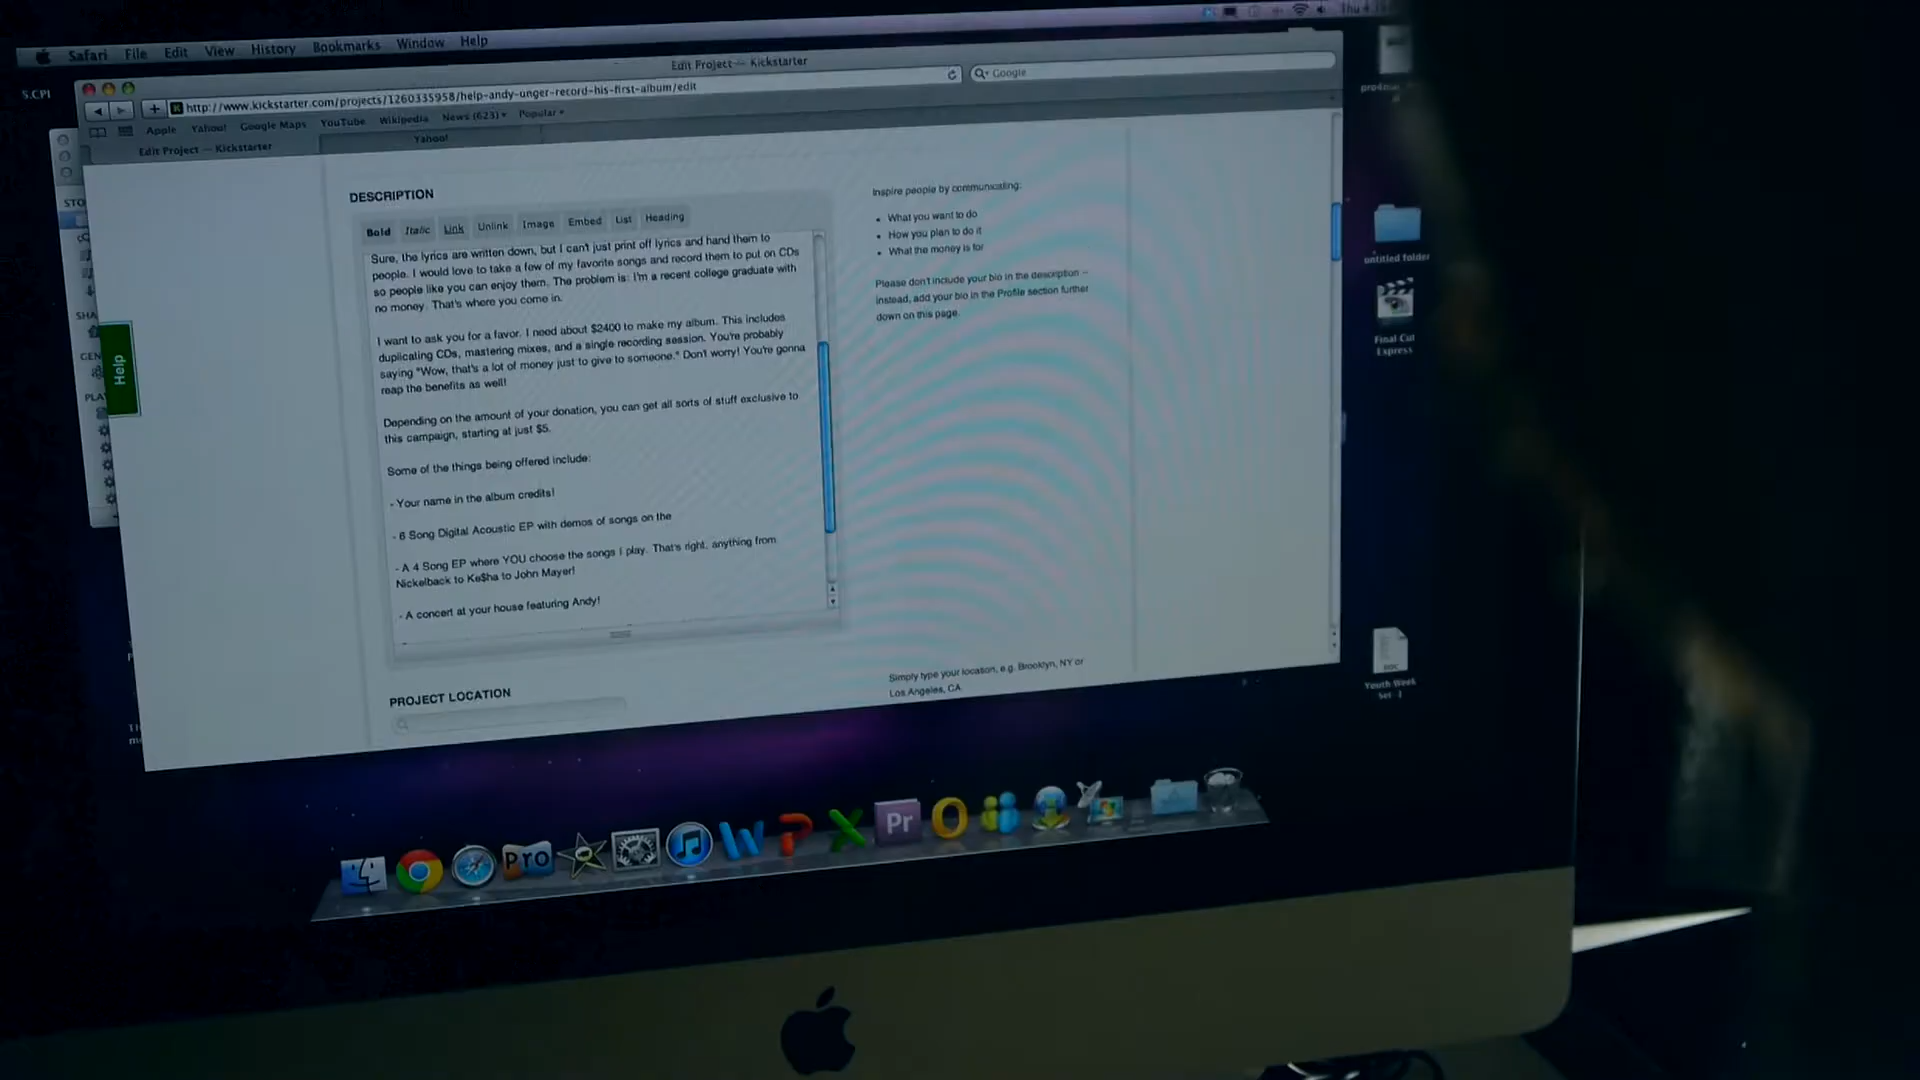 Safari File Edit View History Bookmarks Window Help
Thu 4
S.CPI
Edit Project — Kickstarter
http://www.kickstarter.com/projects/1260335958/help-andy-unger-record-his-first-album/edit
Google
Apple Yahoo! Google Maps YouTube Wikipedia News (623) Popular
Edit Project — Kickstarter
Yahoo!
STO
SHA
GEN
PLA
Help
DESCRIPTION
Bold Italic Link Unlink Image Embed List Heading
Sure, the lyrics are written down, but I can't just print off lyrics and hand them to
people. I would love to take a few of my favorite songs and record them to put on CDs
so people like you can enjoy them. The problem is: I'm a recent college graduate with
no money. That's where you come in.
I want to ask you for a favor. I need about $2400 to make my album. This includes
duplicating CDs, mastering mixes, and a single recording session. You're probably
saying "Wow, that's a lot of money just to give to someone." Don't worry! You're gonna
reap the benefits as well!
Depending on the amount of your donation, you can get all sorts of stuff exclusive to
this campaign, starting at just $5.
Some of the things being offered include:
- Your name in the album credits!
- 6 Song Digital Acoustic EP with demos of songs on the
- A 4 Song EP where YOU choose the songs I play. That's right, anything from
Nickelback to Ke$ha to John Mayer!
- A concert at your house featuring Andy!
Inspire people by communicating:
• What you want to do
• How you plan to do it
• What the money is for
Please don't include your bio in the description –
instead, add your bio in the Profile section further
down on this page.
PROJECT LOCATION
Simply type your location, e.g. Brooklyn, NY or
Los Angeles, CA.
untitled folder
Final Cut
Express
Youth Week
Set
Pro
W
Pr